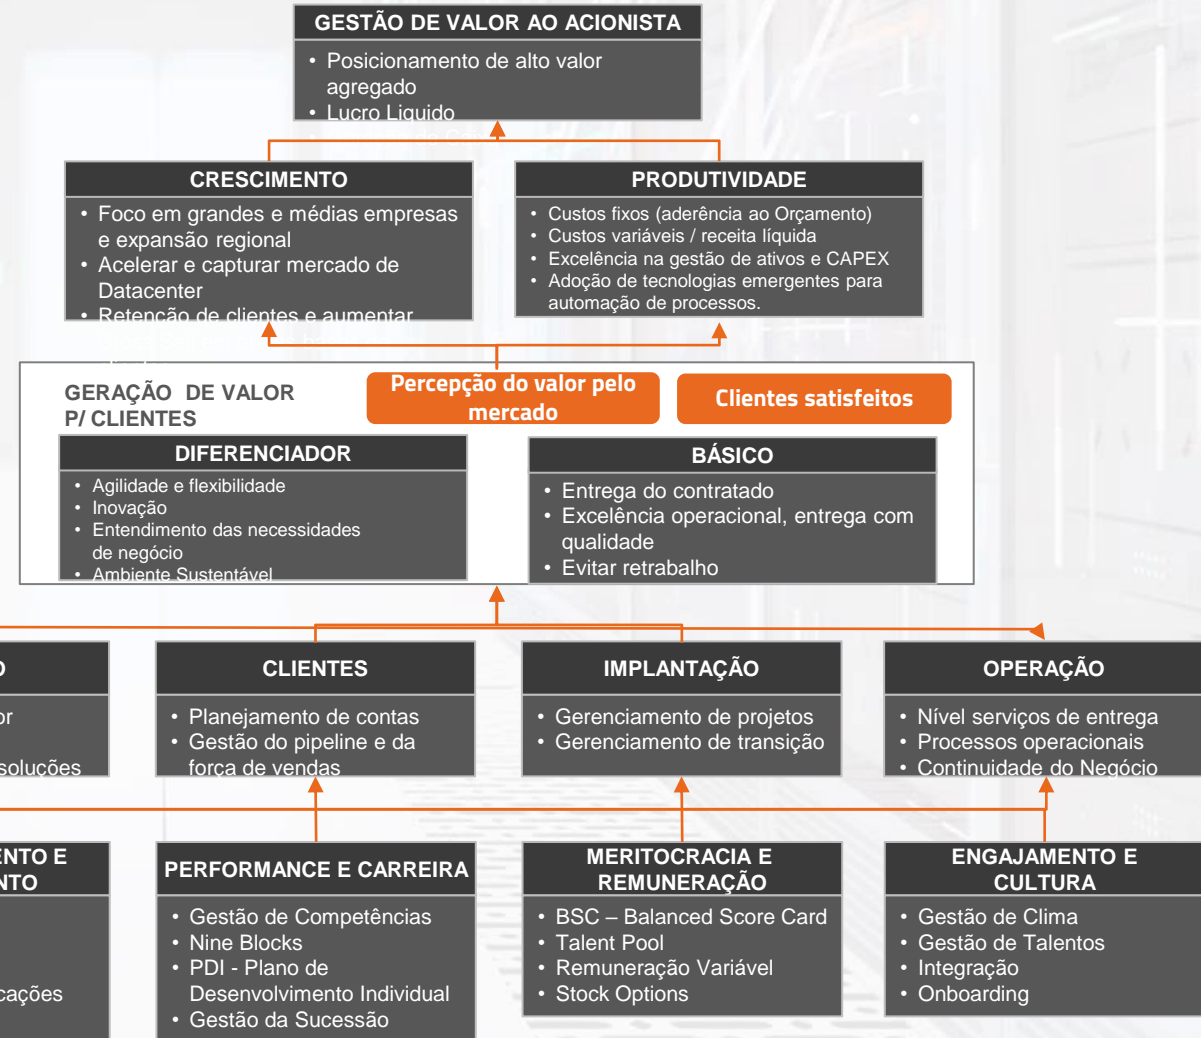 GESTÃO DE VALOR AO ACIONISTA
• Posicionamento de alto valor
agregado
• Lucro Liquido
CRESCIMENTO
• Foco em grandes e médias empresas
e expansão regional
• Acelerar e capturar mercado de
Datacenter
• Retenção de clientes e aumentar
PRODUTIVIDADE
• Custos fixos (aderência ao Orçamento)
• Custos variáveis / receita líquida
• Excelência na gestão de ativos e CAPEX
• Adoção de tecnologias emergentes para
automação de processos.
GERAÇÃO DE VALOR
P/ CLIENTES
Percepção do valor pelo
mercado
Clientes satisfeitos
DIFERENCIADOR
• Agilidade e flexibilidade
• Inovação
• Entendimento das necessidades
de negócio
• Ambiente Sustentável
BÁSICO
• Entrega do contratado
• Excelência operacional, entrega com
qualidade
• Evitar retrabalho
O
or
soluções
CLIENTES
• Planejamento de contas
• Gestão do pipeline e da
força de vendas
IMPLANTAÇÃO
• Gerenciamento de projetos
• Gerenciamento de transição
OPERAÇÃO
• Nível serviços de entrega
• Processos operacionais
• Continuidade do Negócio
ENTO E
NTO
cações
PERFORMANCE E CARREIRA
• Gestão de Competências
• Nine Blocks
• PDI - Plano de
Desenvolvimento Individual
• Gestão da Sucessão
MERITOCRACIA E
REMUNERAÇÃO
• BSC – Balanced Score Card
• Talent Pool
• Remuneração Variável
• Stock Options
ENGAJAMENTO E
CULTURA
• Gestão de Clima
• Gestão de Talentos
• Integração
• Onboarding